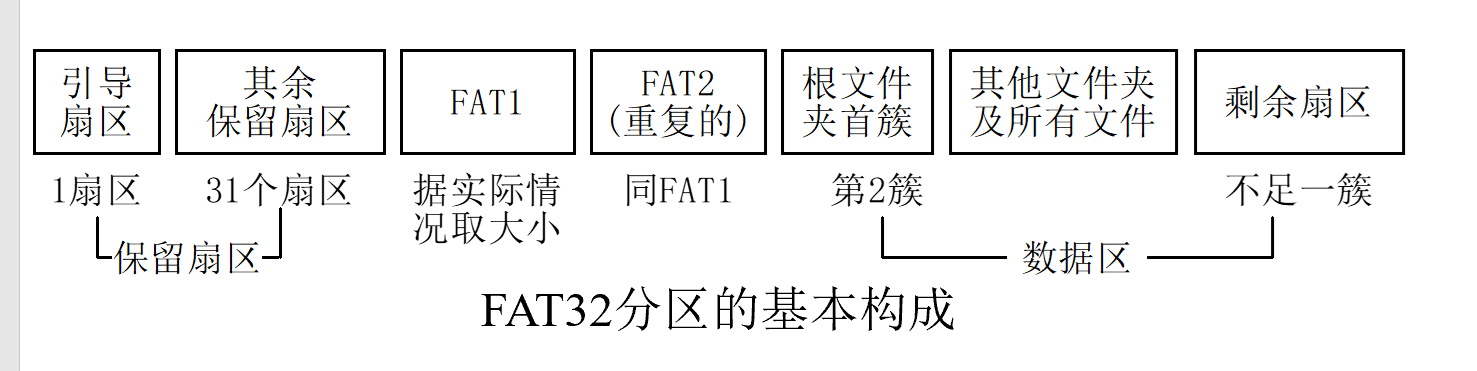 引导
扇区
其余
保留扇区
FAT1
FAT2
(重复的)
根文件
夹首簇
其他文件夹
及所有文件
剩余扇区
1扇区
31个扇区
据实际情
况取大小
同FAT1
第2簇
不足一簇
保留扇区
数据区
FAT32分区的基本构成